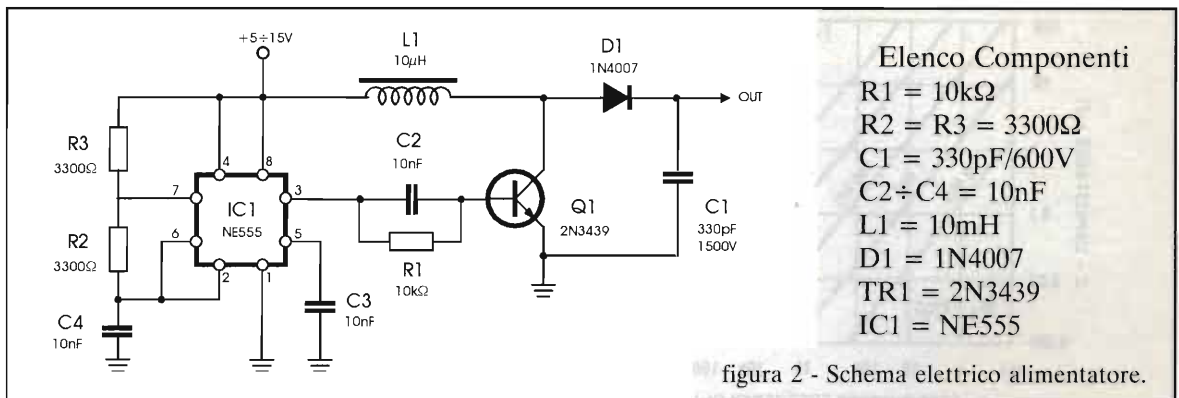 +5÷15V
L1
10µH
D1
1N4007
OUT
R3
3300Ω
C2
10nF
4
8
7
3
IC1
NE555
6
5
2
1
R2
3300Ω
R1
10kΩ
Q1
2N3439
C1
330pF
1500V
C4
10nF
C3
10nF
Elenco Componenti
R1 = 10kΩ
R2 = R3 = 3300Ω
C1 = 330pF/600V
C2÷C4 = 10nF
L1 = 10mH
D1 = 1N4007
TR1 = 2N3439
IC1 = NE555
figura 2 - Schema elettrico alimentatore.